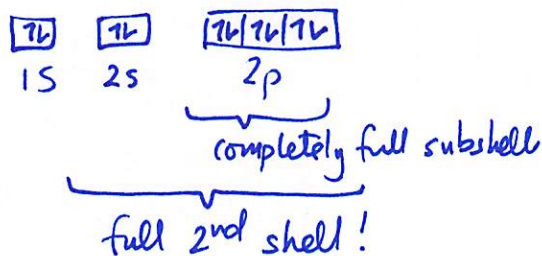 ⥮ ⥮ ⥮ ⥮ ⥮
1S 2s 2p
completely full subshell
full 2nd shell!